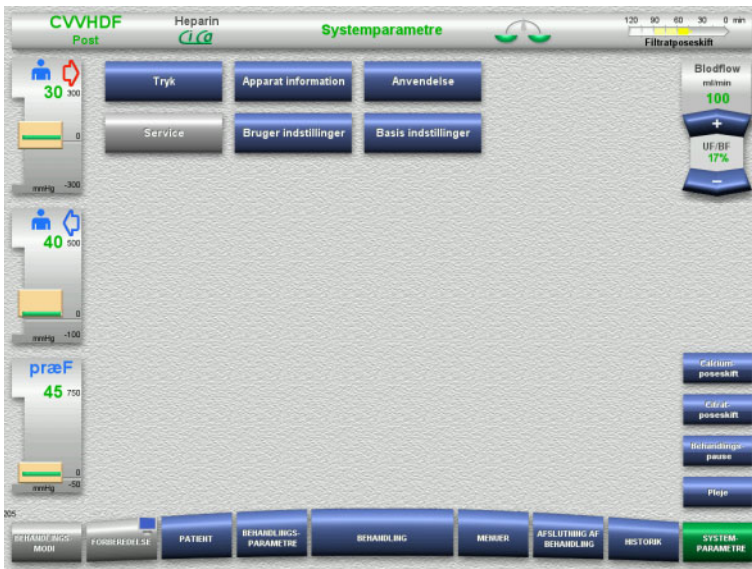 CVVHDF
Post
Heparin
CiCa
Systemparametre
120 90 60 30 0 min
Filtratposeskift
30 300
0
mmHg -300
40 500
0
mmHg -100
præF
45 750
0
mmHg -50
Tryk
Apparat information
Anvendelse
Service
Bruger indstillinger
Basis indstillinger
Blodflow
ml/min
100
+
UF/BF
17%
−
Calcium-
poseskift
Citrat-
poseskift
Behandlings-
pause
Pleje
205
BEHANDLINGS-
MODI
FORBEREDELSE
PATIENT
BEHANDLINGS-
PARAMETRE
BEHANDLING
MENUER
AFSLUTNING AF
BEHANDLING
HISTORIK
SYSTEM-
PARAMETRE